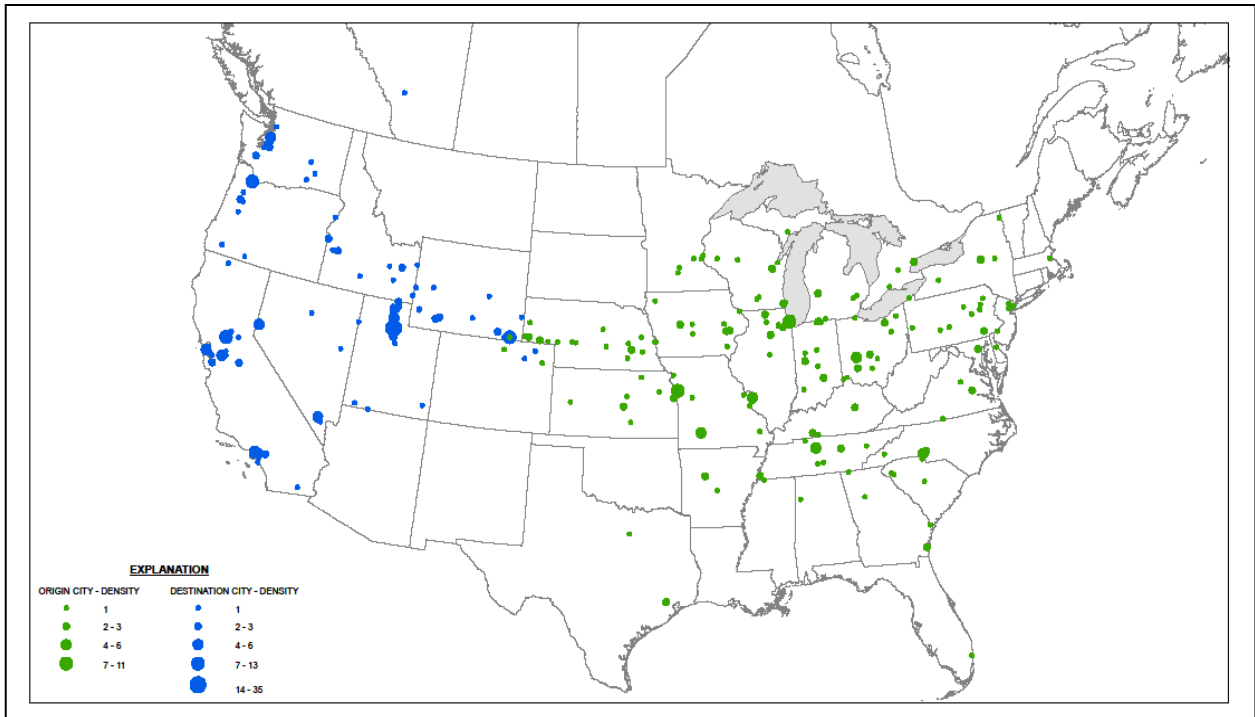 EXPLANATION
ORIGIN CITY - DENSITY DESTINATION CITY - DENSITY
1 1
2 - 3 2 - 3
4 - 6 4 - 6
7 - 11 7 - 13
14 - 35